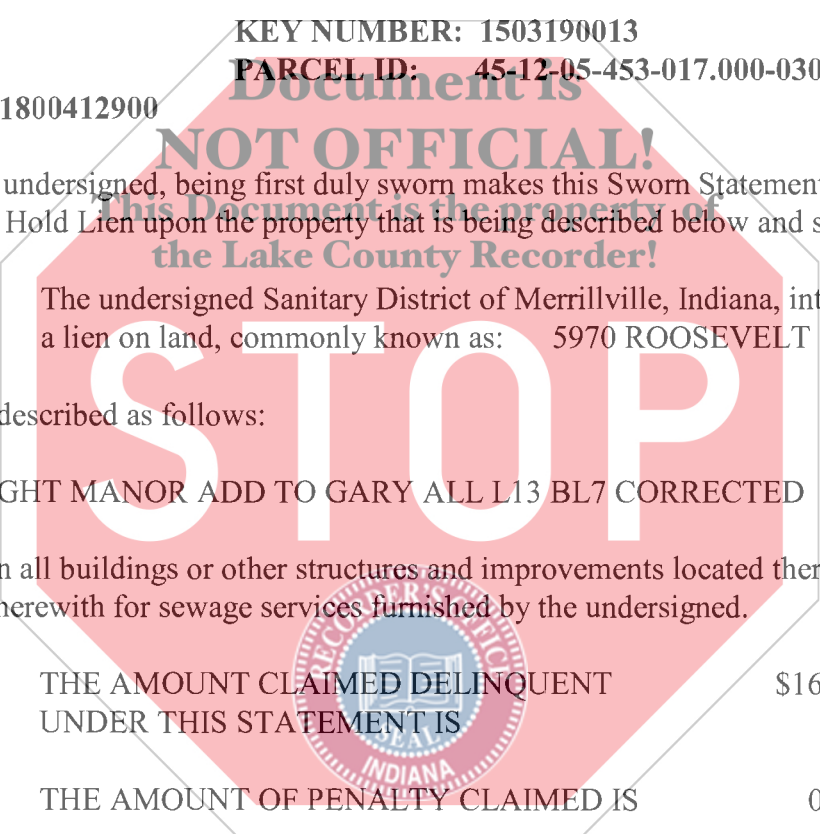 KEY NUMBER: 1503190013
PARCEL ID: 45-12-05-453-017.000-030
Document is
1800412900
NOT OFFICIAL!
undersigned, being first duly sworn makes this Sworn Statement
This Document is the property of
Hold Lien upon the property that is being described below and s
the Lake County Recorder!
The undersigned Sanitary District of Merrillville, Indiana, int
a lien on land, commonly known as: 5970 ROOSEVELT
STOP
described as follows:
GHT MANOR ADD TO GARY ALL L13 BL7 CORRECTED
n all buildings or other structures and improvements located ther
herewith for sewage services furnished by the undersigned.
RECORDER'S OFFICE
SEAL
INDIANA
THE AMOUNT CLAIMED DELINQUENT $16
UNDER THIS STATEMENT IS
THE AMOUNT OF PENALTY CLAIMED IS 0